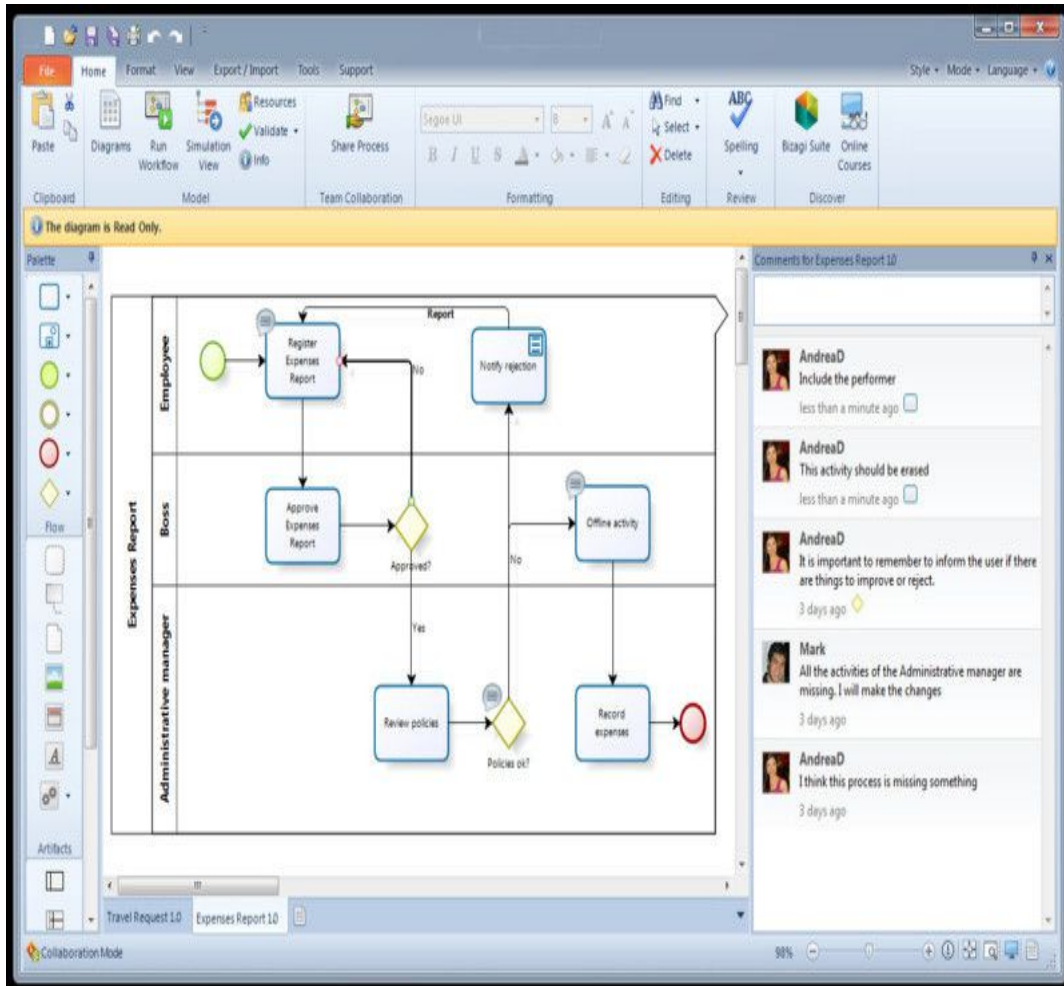 File Home Format View Export / Import Tools Support Style Mode Language
Paste
Diagrams
Run
Workflow
Simulation
View
Resources
Validate
Info
Share Process
Segoe UI 8 A A
B I U S A
Find
Select
Delete
ABC
Spelling
Bizagi Suite
Online
Courses
Clipboard Model Team Collaboration Formatting Editing Review Discover
The diagram is Read Only.
Palette
Flow
Artifacts
Expenses Report
Employee
Boss
Administrative manager
Register
Expenses
Report
Report
No
Notify rejection
Approve
Expenses
Report
Approved?
Offline activity
No
Yes
Review policies
Policies ok?
Record
expenses
Comments for Expenses Report 1.0
AndreaD
Include the performer
less than a minute ago
AndreaD
This activity should be erased
less than a minute ago
AndreaD
It is important to remember to inform the user if there
are things to improve or reject.
3 days ago
Mark
All the activities of the Administrative manager are
missing. I will make the changes
3 days ago
AndreaD
I think this process is missing something
3 days ago
Travel Request 1.0 Expenses Report 1.0
Collaboration Mode 98%